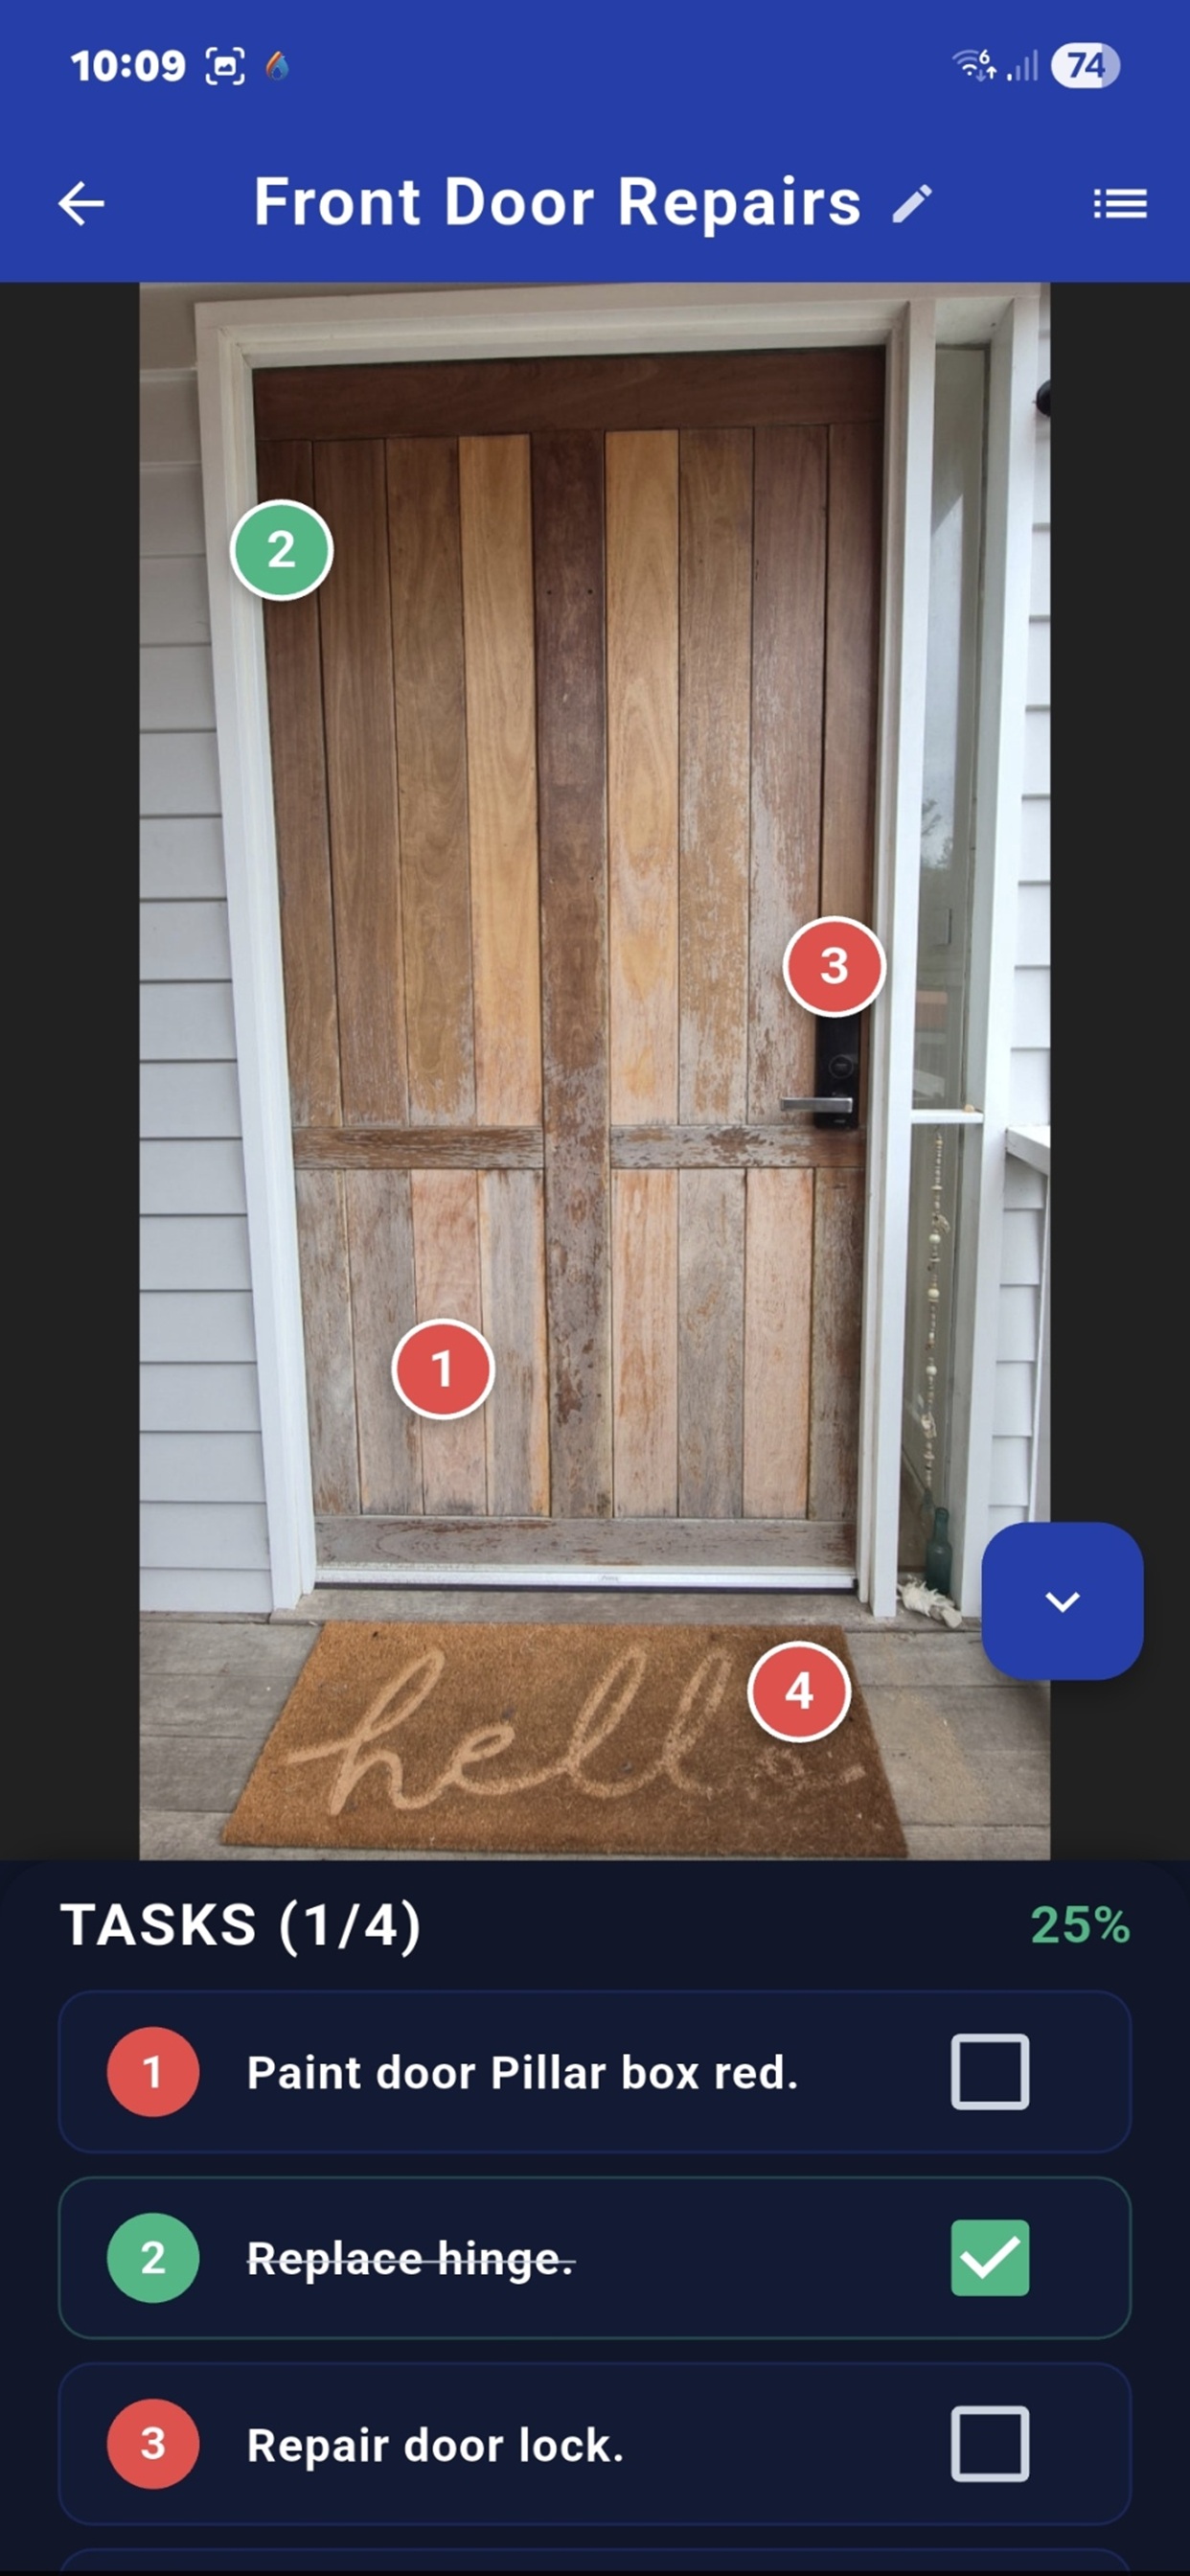 10:09
6
74
Front Door Repairs
2
3
1
4
hello
TASKS (1/4)
25%
1 Paint door Pillar box red.
2 Replace hinge.
3 Repair door lock.